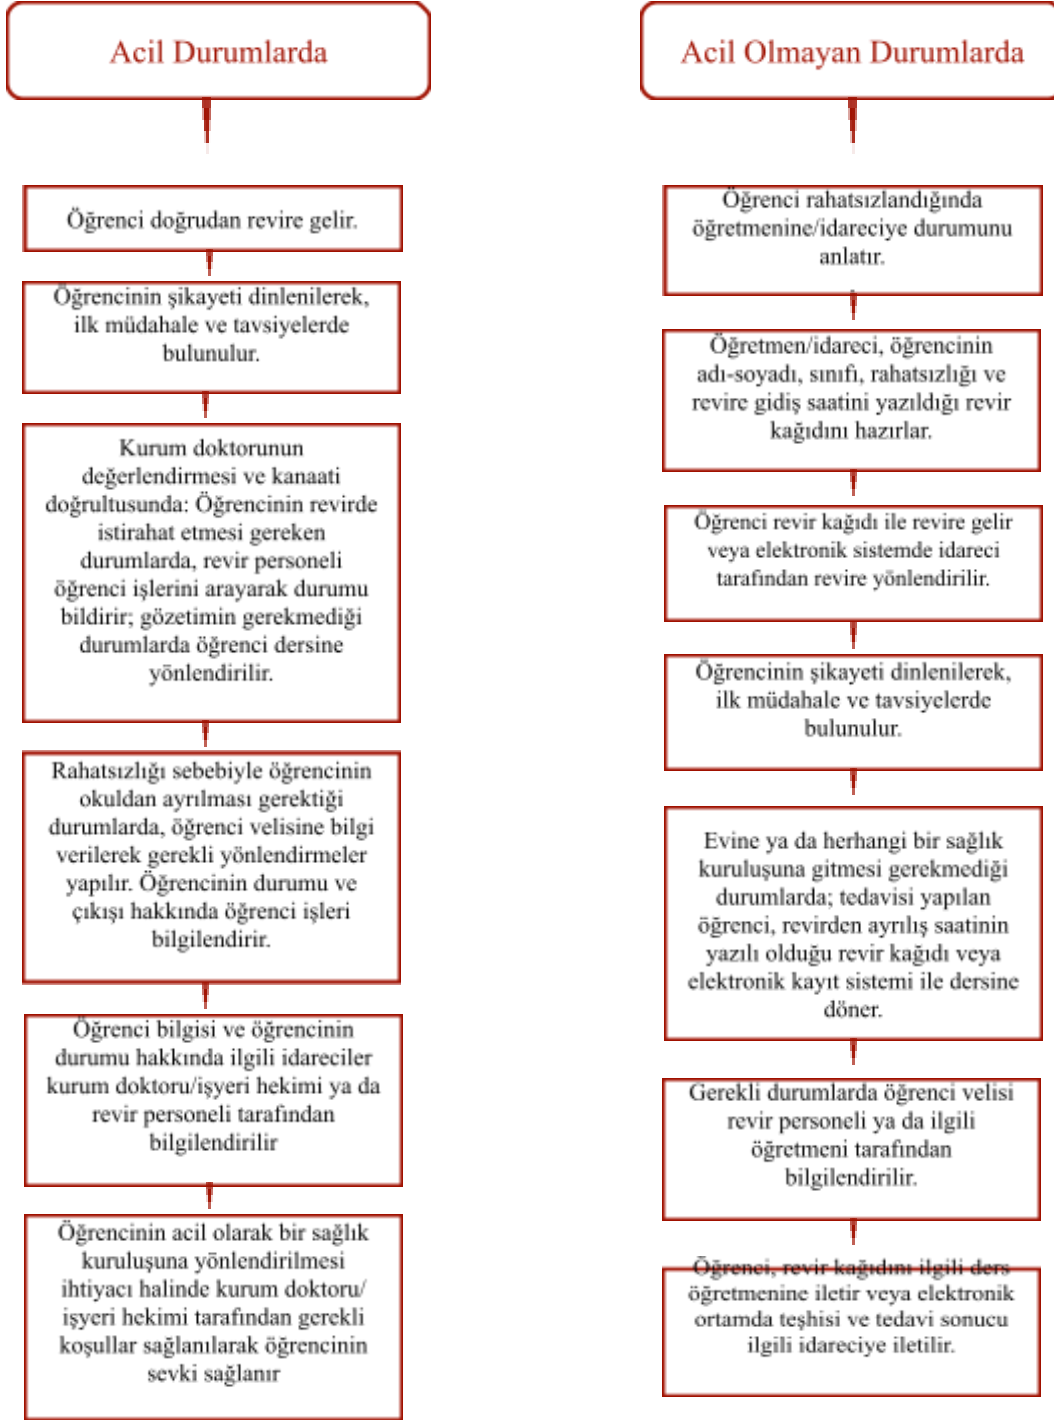 Acil Durumlarda
Öğrenci doğrudan revire gelir.
Öğrencinin şikayeti dinlenilerek,
ilk müdahale ve tavsiyelerde
bulunulur.
Kurum doktorunun
değerlendirmesi ve kanaati
doğrultusunda: Öğrencinin revirde
istirahat etmesi gereken
durumlarda, revir personeli
öğrenci işlerini arayarak durumu
bildirir; gözetimin gerekmediği
durumlarda öğrenci dersine
yönlendirilir.
Rahatsızlığı sebebiyle öğrencinin
okuldan ayrılması gerektiği
durumlarda, öğrenci velisine bilgi
verilerek gerekli yönlendirmeler
yapılır. Öğrencinin durumu ve
çıkışı hakkında öğrenci işleri
bilgilendirir.
Öğrenci bilgisi ve öğrencinin
durumu hakkında ilgili idareciler
kurum doktoru/işyeri hekimi ya da
revir personeli tarafından
bilgilendirilir
Öğrencinin acil olarak bir sağlık
kuruluşuna yönlendirilmesi
ihtiyacı halinde kurum doktoru/
işyeri hekimi tarafından gerekli
koşullar sağlanılarak öğrencinin
sevki sağlanır
Acil Olmayan Durumlarda
Öğrenci rahatsızlandığında
öğretmenine/idareciye durumunu
anlatır.
Öğretmen/idareci, öğrencinin
adı-soyadı, sınıfı, rahatsızlığı ve
revire gidiş saatini yazıldığı revir
kağıdını hazırlar.
Öğrenci revir kağıdı ile revire gelir
veya elektronik sistemde idareci
tarafından revire yönlendirilir.
Öğrencinin şikayeti dinlenilerek,
ilk müdahale ve tavsiyelerde
bulunulur.
Evine ya da herhangi bir sağlık
kuruluşuna gitmesi gerekmediği
durumlarda; tedavisi yapılan
öğrenci, revirden ayrılış saatinin
yazılı olduğu revir kağıdı veya
elektronik kayıt sistemi ile dersine
döner.
Gerekli durumlarda öğrenci velisi
revir personeli ya da ilgili
öğretmeni tarafından
bilgilendirilir.
Öğrenci, revir kağıdını ilgili ders
öğretmenine iletir veya elektronik
ortamda teşhisi ve tedavi sonucu
ilgili idareciye iletilir.